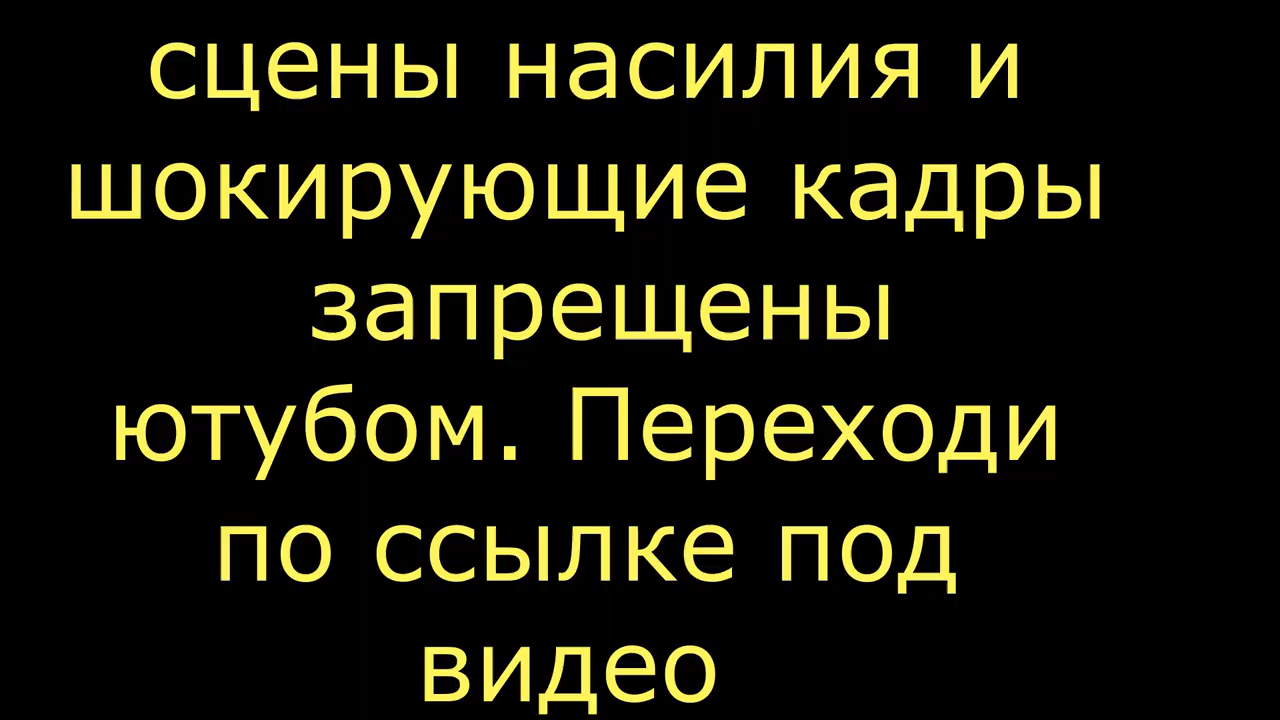 сцены насилия и
шокирующие кадры
запрещены
ютубом. Переходи
по ссылке под
видео